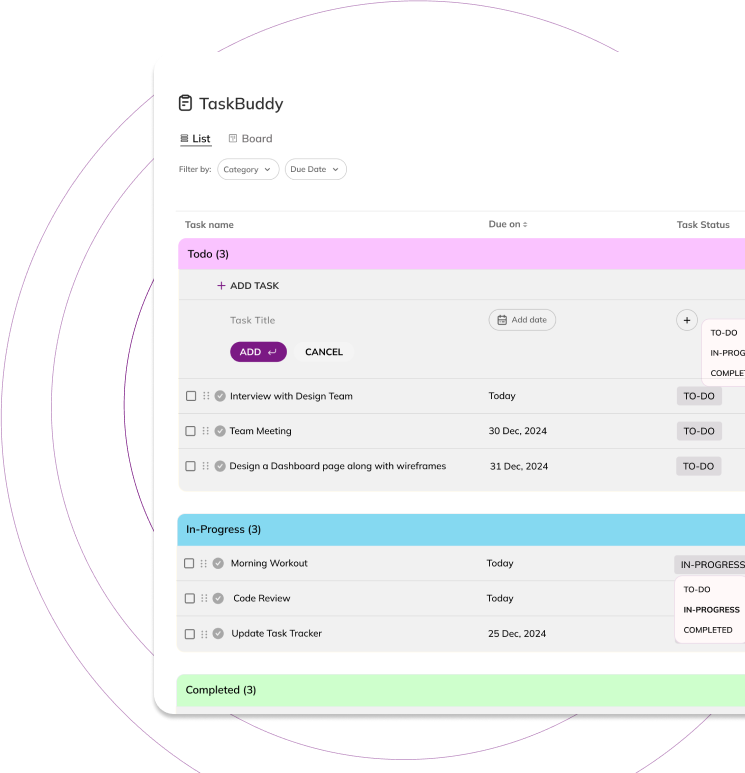 TaskBuddy
List Board
Filter by: Category Due Date
Task name Due on Task Status
Todo (3)
+ ADD TASK
Task Title Add date +
TO-DO
IN-PROG
COMPLET
ADD CANCEL
Interview with Design Team Today TO-DO
Team Meeting 30 Dec, 2024 TO-DO
Design a Dashboard page along with wireframes 31 Dec, 2024 TO-DO
In-Progress (3)
Morning Workout Today IN-PROGRESS
TO-DO
Code Review Today
IN-PROGRESS
Update Task Tracker 25 Dec, 2024 COMPLETED
Completed (3)